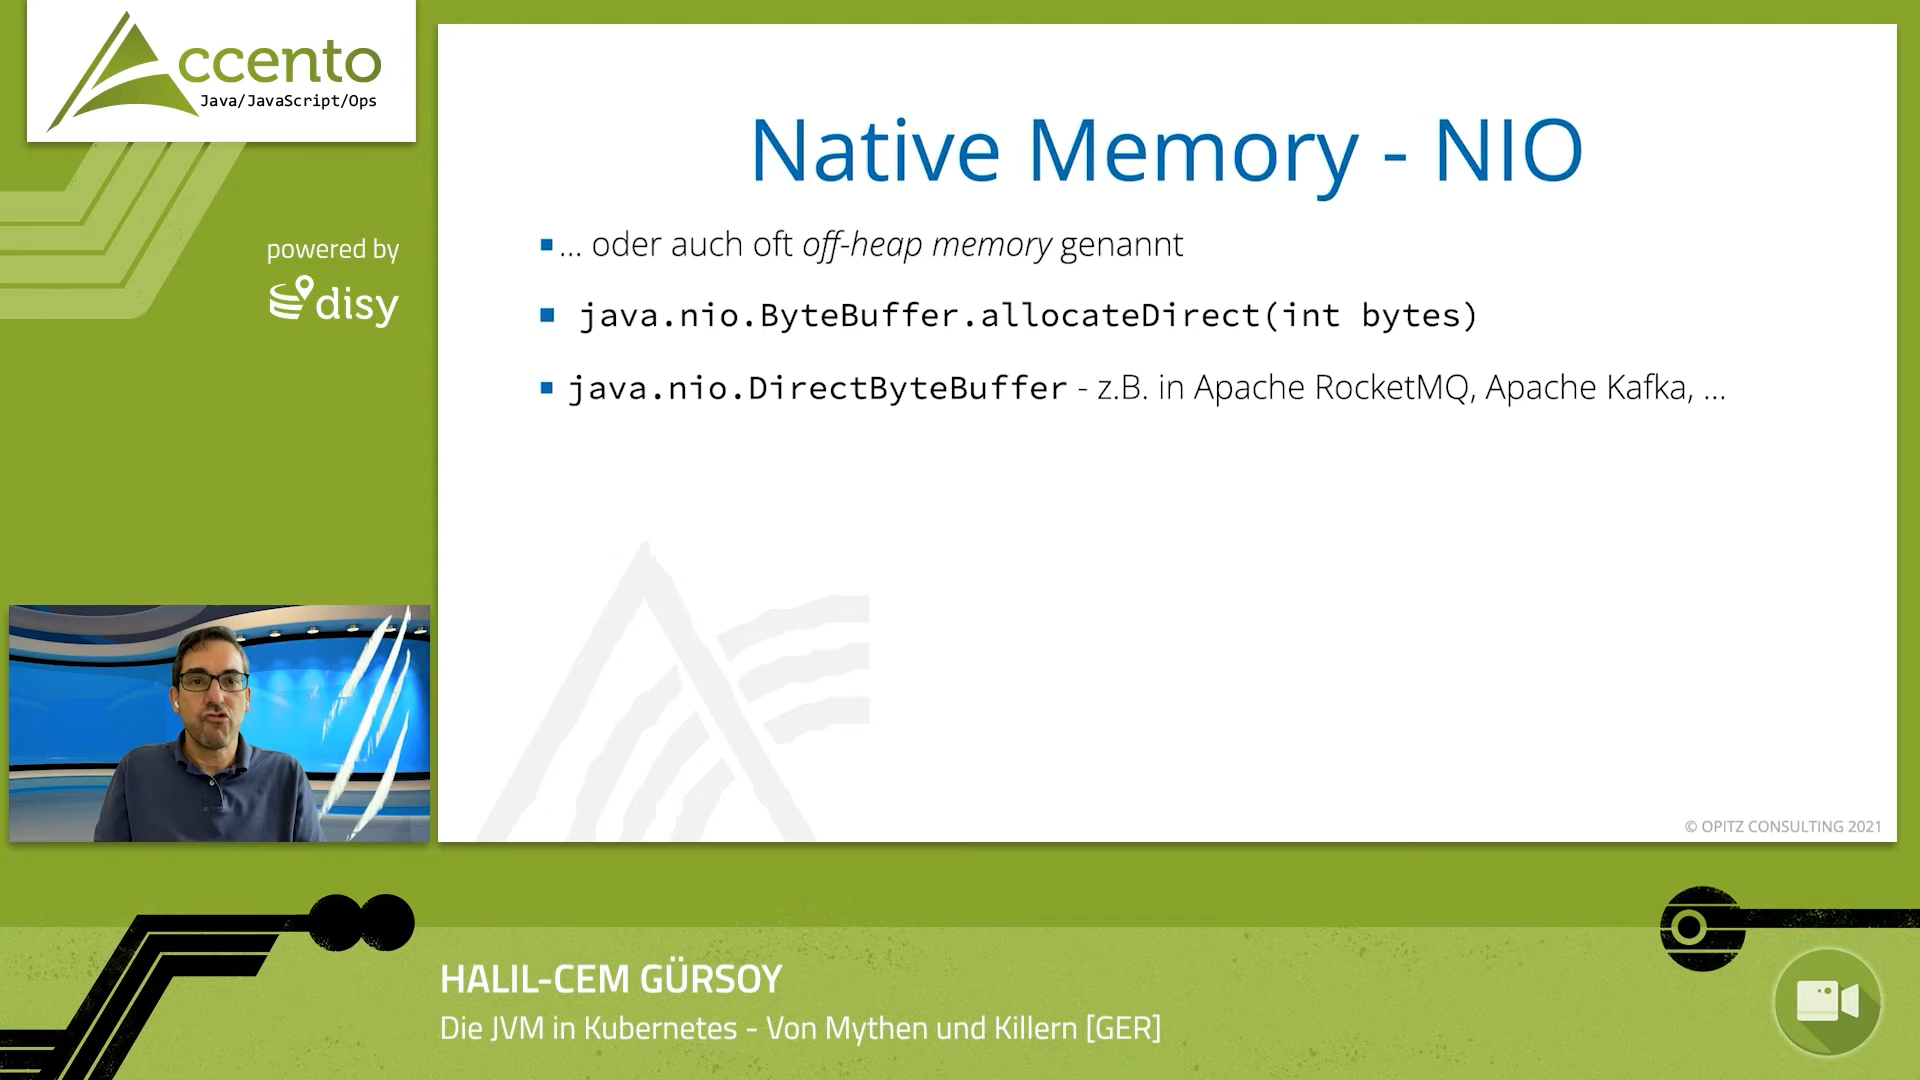 ccento
Java/JavaScript/Ops
powered by
disy
Native Memory - NIO
... oder auch oft off-heap memory genannt
java.nio.ByteBuffer.allocateDirect(int bytes)
java.nio.DirectByteBuffer - z.B. in Apache RocketMQ, Apache Kafka, ...
© OPITZ CONSULTING 2021
HALIL-CEM GÜRSOY
Die JVM in Kubernetes - Von Mythen und Killern [GER]